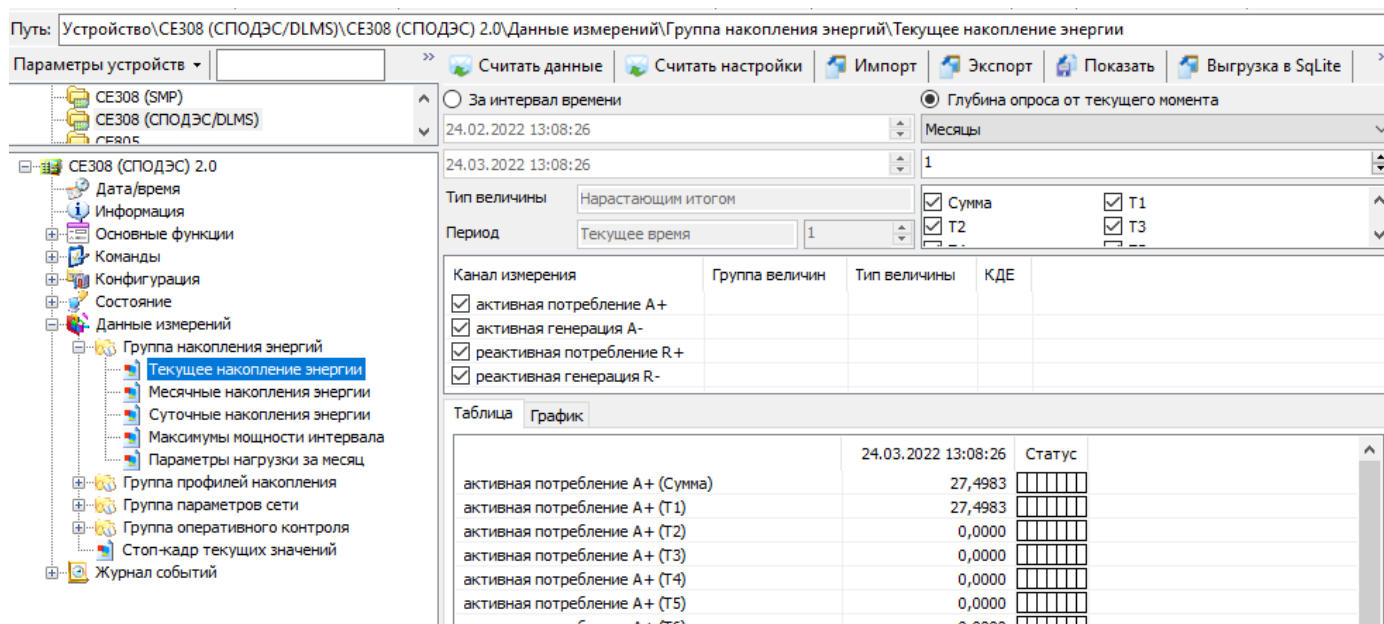 Путь: Устройство\CE308 (СПОДЭС/DLMS)\CE308 (СПОДЭС) 2.0\Данные измерений\Группа накопления энергий\Текущее накопление энергии
Параметры устройств
Считать данные Считать настройки Импорт Экспорт Показать Выгрузка в SqLite
CE308 (SMP)
CE308 (СПОДЭС/DLMS)
CE805
CE308 (СПОДЭС) 2.0
Дата/время
Информация
Основные функции
Команды
Конфигурация
Состояние
Данные измерений
Группа накопления энергий
Текущее накопление энергии
Месячные накопления энергии
Суточные накопления энергии
Максимумы мощности интервала
Параметры нагрузки за месяц
Группа профилей накопления
Группа параметров сети
Группа оперативного контроля
Стоп-кадр текущих значений
Журнал событий
За интервал времени
Глубина опроса от текущего момента
24.02.2022 13:08:26
Месяцы
24.03.2022 13:08:26
1
Тип величины Нарастающим итогом
Период Текущее время 1
Сумма T1
T2 T3
Канал измерения Группа величин Тип величины КДЕ
активная потребление A+
активная генерация A-
реактивная потребление R+
реактивная генерация R-
Таблица График
24.03.2022 13:08:26 Статус
активная потребление A+ (Сумма) 27,4983
активная потребление A+ (T1) 27,4983
активная потребление A+ (T2) 0,0000
активная потребление A+ (T3) 0,0000
активная потребление A+ (T4) 0,0000
активная потребление A+ (T5) 0,0000